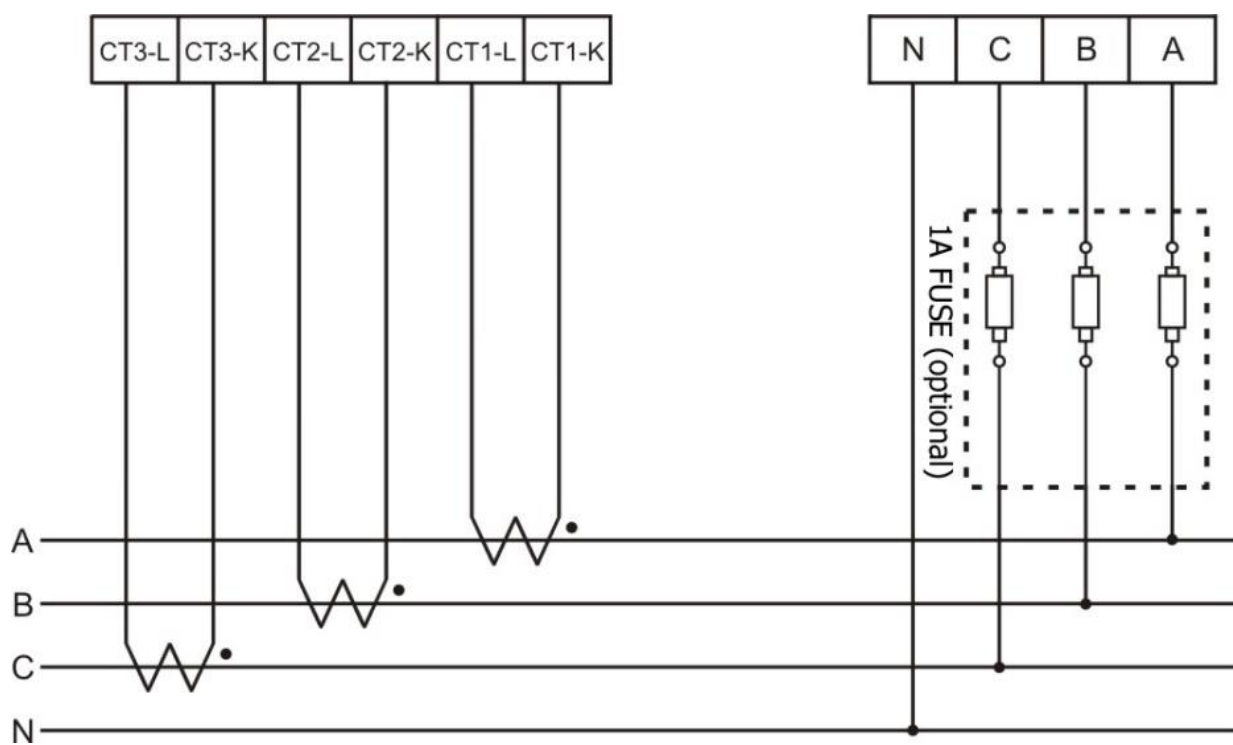 CT3-L CT3-K CT2-L CT2-K CT1-L CT1-K
N C B A
1A FUSE (optional)
A
B
C
N